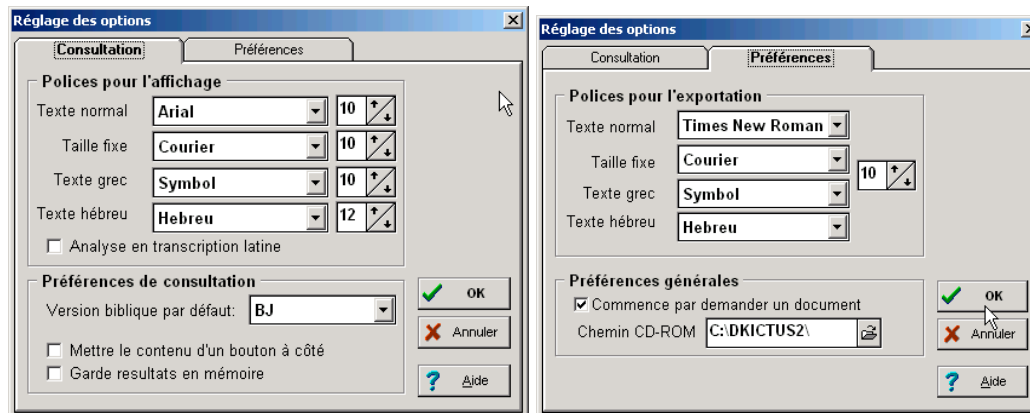 Réglage des options
Consultation Préférences
Polices pour l'affichage
Texte normal Arial 10
Taille fixe Courier 10
Texte grec Symbol 10
Texte hébreu Hebreu 12
Analyse en transcription latine
Préférences de consultation
Version biblique par défaut: BJ
Mettre le contenu d'un bouton à côté
Garde resultats en mémoire
OK
Annuler
Aide
Réglage des options
Consultation Préférences
Polices pour l'exportation
Texte normal Times New Roman
Taille fixe Courier
10
Texte grec Symbol
Texte hébreu Hebreu
Préférences générales
Commence par demander un document
Chemin CD-ROM C:\DKICTUS2\
OK
Annuler
Aide